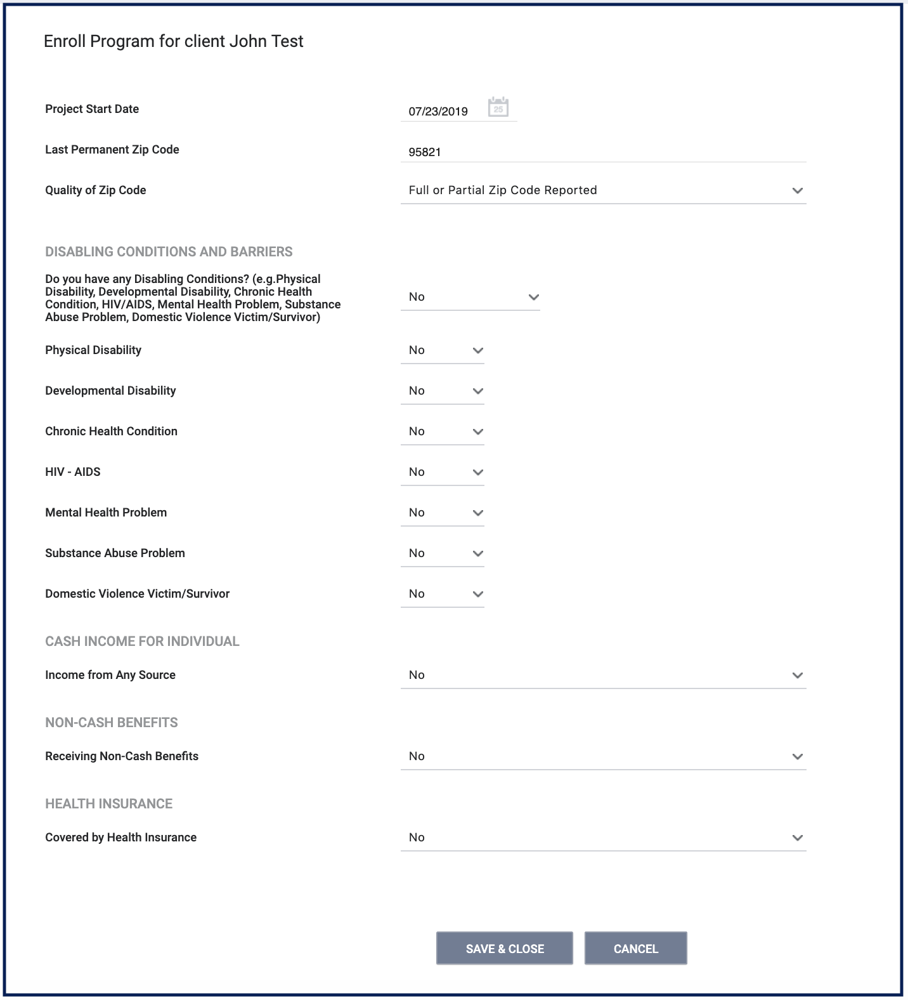 Enroll Program for client John Test
Project Start Date
07/23/2019
25
Last Permanent Zip Code
95821
Quality of Zip Code
Full or Partial Zip Code Reported
DISABLING CONDITIONS AND BARRIERS
Do you have any Disabling Conditions? (e.g.Physical
Disability, Developmental Disability, Chronic Health
Condition, HIV/AIDS, Mental Health Problem, Substance
Abuse Problem, Domestic Violence Victim/Survivor)
No
Physical Disability
No
Developmental Disability
No
Chronic Health Condition
No
HIV - AIDS
No
Mental Health Problem
No
Substance Abuse Problem
No
Domestic Violence Victim/Survivor
No
CASH INCOME FOR INDIVIDUAL
Income from Any Source
No
NON-CASH BENEFITS
Receiving Non-Cash Benefits
No
HEALTH INSURANCE
Covered by Health Insurance
No
SAVE & CLOSE
CANCEL